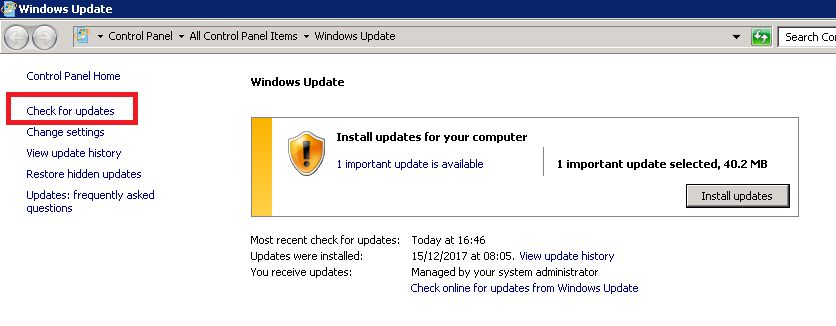 Windows Update
Control Panel
All Control Panel Items
Windows Update
Search Co
Control Panel Home
Check for updates
Change settings
View update history
Restore hidden updates
Updates: frequently asked
questions
Windows Update
Install updates for your computer
1 important update is available
1 important update selected, 40.2 MB
Install updates
Most recent check for updates: Today at 16:46
Updates were installed: 15/12/2017 at 08:05. View update history
You receive updates: Managed by your system administrator
Check online for updates from Windows Update